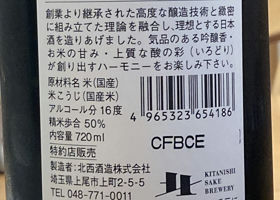 創業より継承された高度な醸造技術と緻密
に組み立てた理論を融合し、理想とする日本
酒を造りあげました。気品のある吟醸香・
お米の甘み・上質な酸の彩（いろどり）
が創り出すハーモニーをお楽しみください。
原材料名 米（国産）
米こうじ（国産米）
アルコール分 16度
精米歩合 50%
内容量 720ml
4 965323 654186
CFBCE
特約店販売
製造者：北西酒造株式会社
埼玉県上尾市上町2-5-5
TEL 048-771-0011
KITANISHI
SAKU
BREWERY